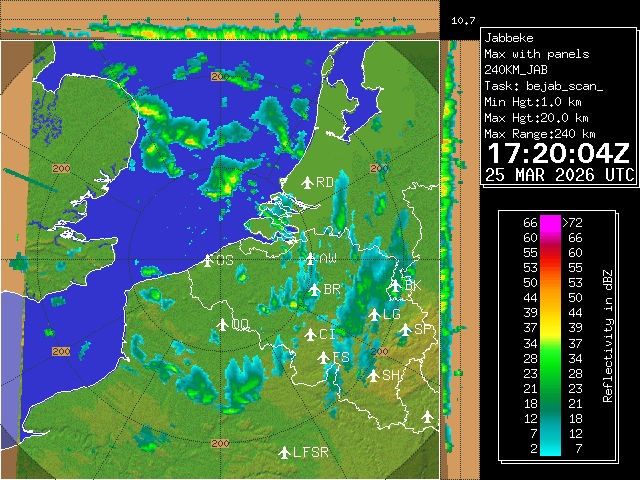 10.7
Jabbeke
Max with panels
240KM_JAB
Task: bejab_scan_
Min Hgt:1.0 km
Max Hgt:20.0 km
Max Range:240 km
17:20:04Z
25 MAR 2026 UTC
200
200
200
RD
OS
AW
BR
BK
LG
QO
CI
SP
FS
200
200
SH
200
LFSR
66 >72
60 66
55 60
53 55
50 53
44 50
39 44
37 39
34 37
28 34
23 28
21 23
18 21
12 18
7 12
2 7
Reflectivity in dBZ